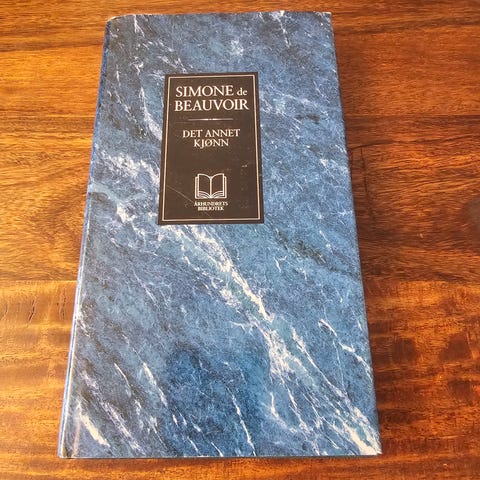 SIMONE de
BEAUVOIR
DET ANNET
KJØNN
ÅRHUNDRETS
BIBLIOTEK